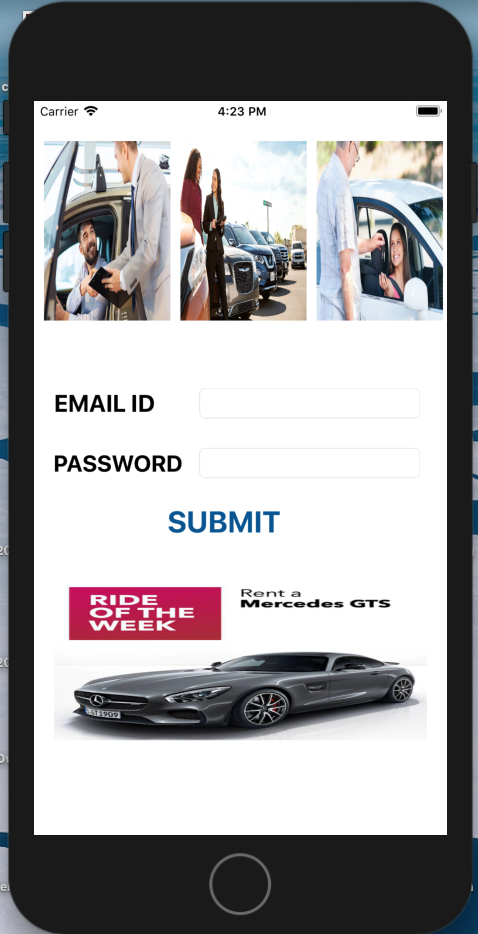 Carrier
4:23 PM
EMAIL ID
PASSWORD
SUBMIT
RIDE
OF THE
WEEK
Rent a
Mercedes GTS